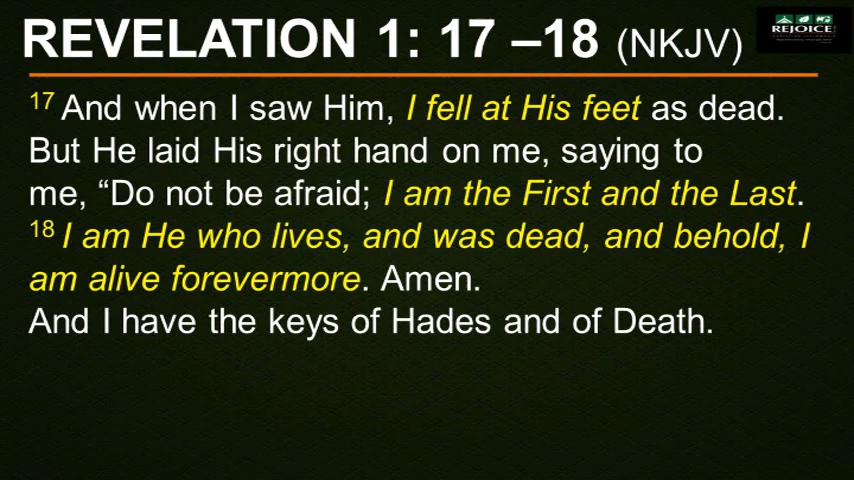 REVELATION 1: 17 –18 (NKJV)
REJOICE
17 And when I saw Him, I fell at His feet as dead.
But He laid His right hand on me, saying to
me, “Do not be afraid; I am the First and the Last.
18 I am He who lives, and was dead, and behold, I
am alive forevermore. Amen.
And I have the keys of Hades and of Death.